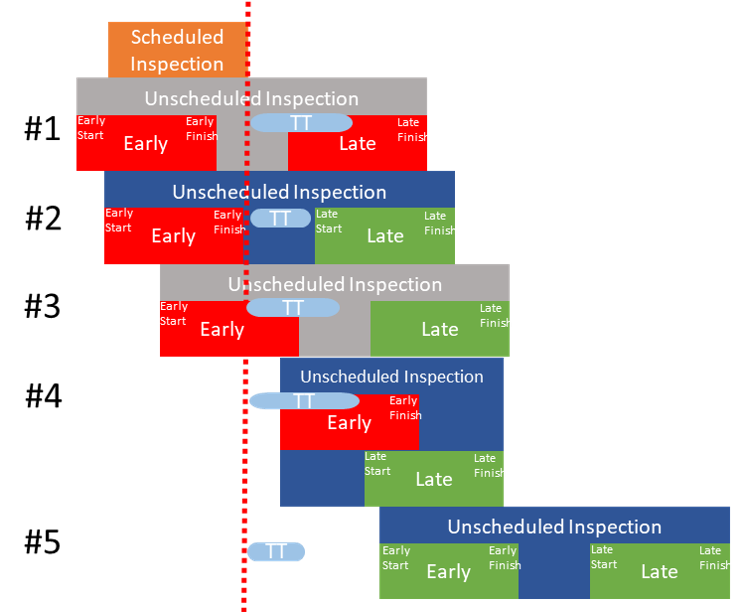 Scheduled
Inspection
Unscheduled Inspection
#1
Early
Start
Early
Early
Finish
TT
Late
Late
Finish
Unscheduled Inspection
#2
Early
Start
Early
Early
Finish
TT
Late
Start
Late
Late
Finish
Unscheduled Inspection
#3
Early
Start
Early
TT
Late
Late
Finish
Unscheduled Inspection
#4
TT
Early
Early
Finish
Late
Start
Late
Late
Finish
Unscheduled Inspection
#5
TT
Early
Start
Early
Early
Finish
Late
Start
Late
Late
Finish